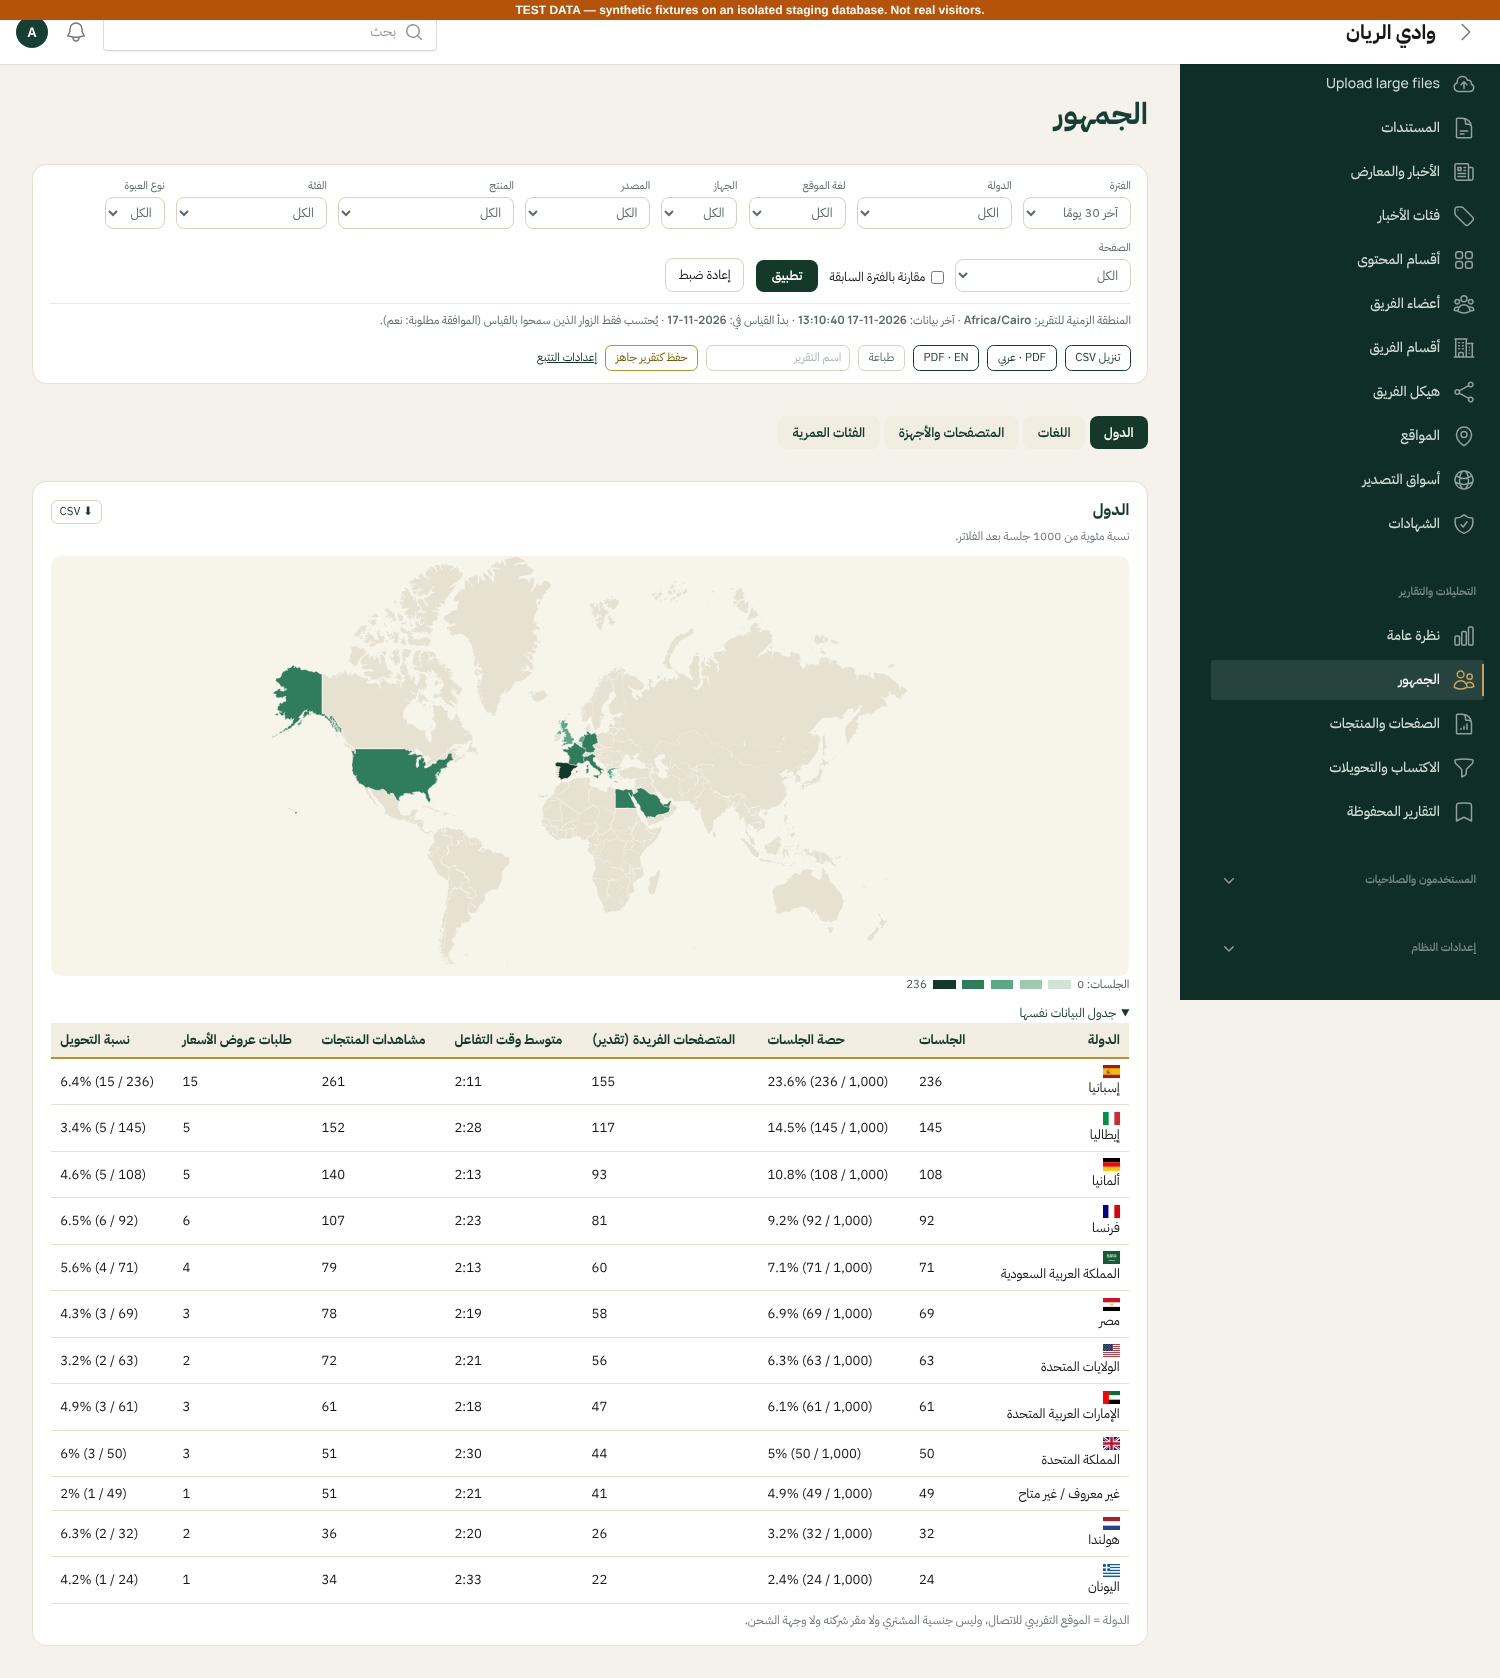 TEST DATA — synthetic fixtures on an isolated staging database. Not real visitors.
وادي الريان
بحث
A
Upload large files
المستندات
الأخبار والمعارض
فئات الأخبار
أقسام المحتوى
أعضاء الفريق
أقسام الفريق
هيكل الفريق
المواقع
أسواق التصدير
الشهادات
التحليلات والتقارير
نظرة عامة
الجمهور
الصفحات والمنتجات
الاكتساب والتحويلات
التقارير المحفوظة
المستخدمون والصلاحيات
إعدادات النظام
الجمهور
الفترة الدولة لغة الموقع الجهاز المصدر المنتج الفئة نوع العبوة
آخر 30 يومًا الكل الكل الكل الكل الكل الكل الكل
الصفحة
الكل مقارنة بالفترة السابقة تطبيق إعادة ضبط
المنطقة الزمنية للتقرير: Africa/Cairo · آخر بيانات: 2026-11-17 13:10:40 · بدأ القياس في: 2026-11-17 · يُحتسب فقط الزوار الذين سمحوا بالقياس (الموافقة مطلوبة: نعم).
تنزيل CSV PDF · عربي PDF · EN طباعة اسم التقرير حفظ كتقرير جاهز إعدادات التتبع
الدول اللغات المتصفحات والأجهزة الفئات العمرية
الدول
⬇ CSV
نسبة مئوية من 1000 جلسة بعد الفلاتر.
الجلسات: 0 236
▼ جدول البيانات نفسها
الدولة الجلسات حصة الجلسات المتصفحات الفريدة (تقدير) متوسط وقت التفاعل مشاهدات المنتجات طلبات عروض الأسعار نسبة التحويل
إسبانيا 236 23.6% (236 / 1,000) 155 2:11 261 15 6.4% (15 / 236)
إيطاليا 145 14.5% (145 / 1,000) 117 2:28 152 5 3.4% (5 / 145)
ألمانيا 108 10.8% (108 / 1,000) 93 2:13 140 5 4.6% (5 / 108)
فرنسا 92 9.2% (92 / 1,000) 81 2:23 107 6 6.5% (6 / 92)
المملكة العربية السعودية 71 7.1% (71 / 1,000) 60 2:13 79 4 5.6% (4 / 71)
مصر 69 6.9% (69 / 1,000) 58 2:19 78 3 4.3% (3 / 69)
الولايات المتحدة 63 6.3% (63 / 1,000) 56 2:21 72 2 3.2% (2 / 63)
الإمارات العربية المتحدة 61 6.1% (61 / 1,000) 47 2:18 61 3 4.9% (3 / 61)
المملكة المتحدة 50 5% (50 / 1,000) 44 2:30 51 3 6% (3 / 50)
غير معروف / غير متاح 49 4.9% (49 / 1,000) 41 2:21 51 1 2% (1 / 49)
هولندا 32 3.2% (32 / 1,000) 26 2:20 36 2 6.3% (2 / 32)
اليونان 24 2.4% (24 / 1,000) 22 2:33 34 1 4.2% (1 / 24)
الدولة = الموقع التقريبي للاتصال، وليس جنسية المشتري ولا مقر شركته ولا وجهة الشحن.